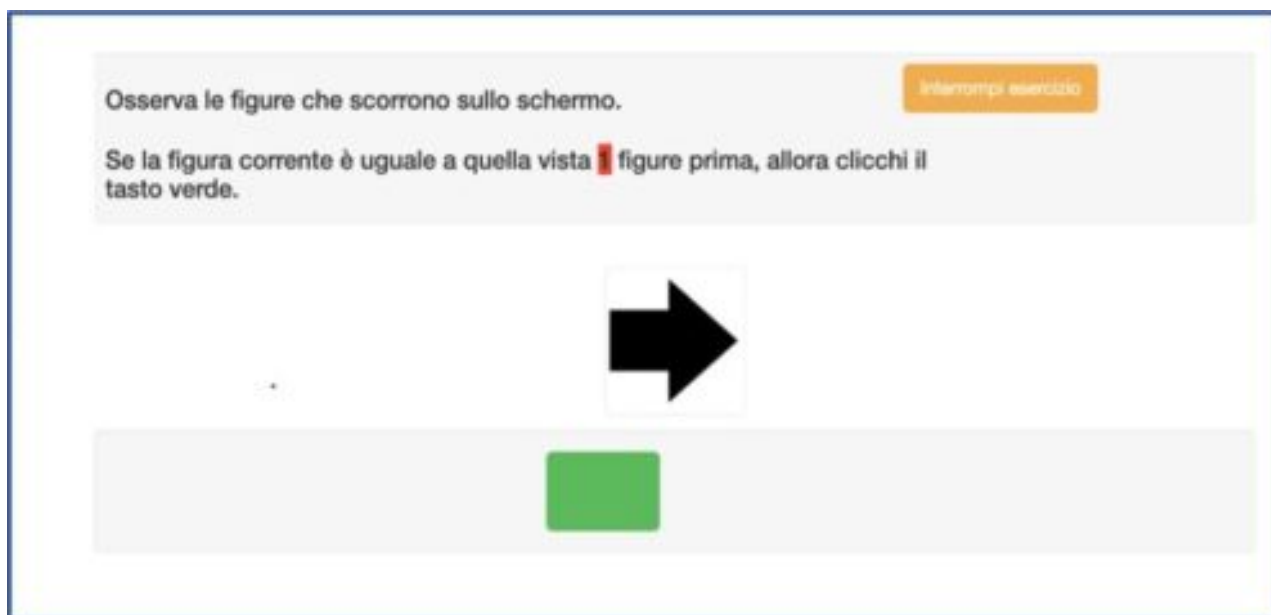 Interrompi esercizio
Osserva le figure che scorrono sullo schermo.
Se la figura corrente è uguale a quella vista 1 figure prima, allora clicchi il
tasto verde.